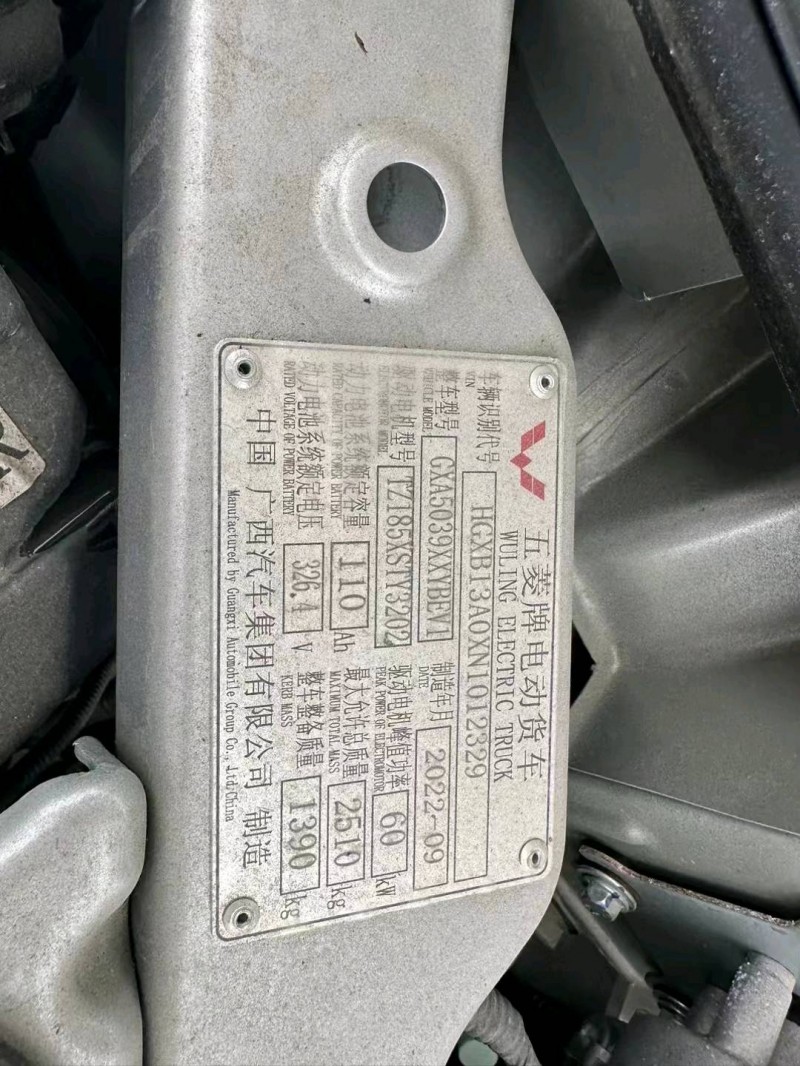 五菱牌电动货车
WULING ELECTRIC TRUCK
车辆识别代号 HGXB13A0XN1012329
VIN
整车型号 GXA5039XXYBEV1 制造年月 2022-09
VEHICLE MODEL DATE
驱动电机型号 TZ185XSTY3202 驱动电机峰值功率 60 kW
ELECTROMOTOR MODEL PEAK POWER OF ELECTROMOTOR
动力电池系统额定容量 110 Ah 最大允许总质量 2510 kg
RATED CAPACITY OF POWER BATTERY MAXIMUM TOTAL MASS
动力电池系统额定电压 326.4 V 整车整备质量 1390 kg
RATED VOLTAGE OF POWER BATTERY KERB MASS
中国 广西汽车集团有限公司 制造
Manufactured by Guangxi Automobile Group Co., Ltd,China